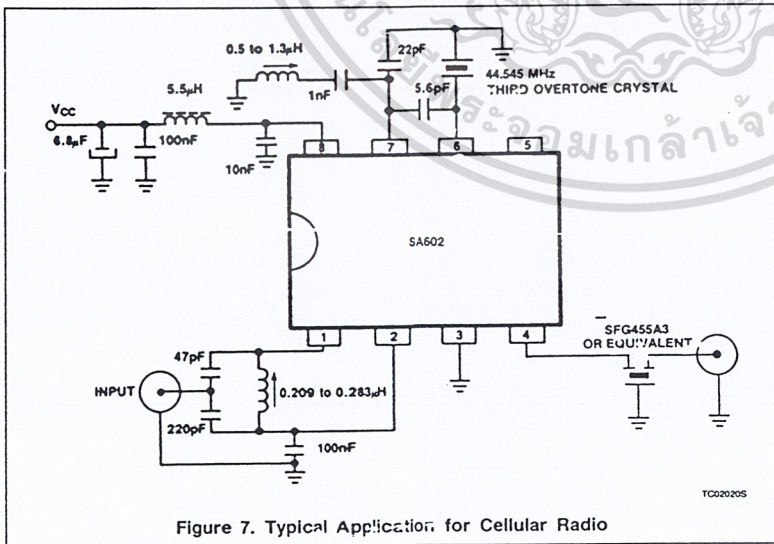 0.5 to 1.3μH
22pF
5.5μH
1nF
5.6pF
44.545 MHz
THIRD OVERTONE CRYSTAL
VCC
6.8μF
100nF
10nF
8
7
6
5
SA602
1
2
3
4
SFG455A3
OR EQUIVALENT
47pF
INPUT
0.209 to 0.283μH
220pF
100nF
TC02020S
Figure 7. Typical Application for Cellular Radio